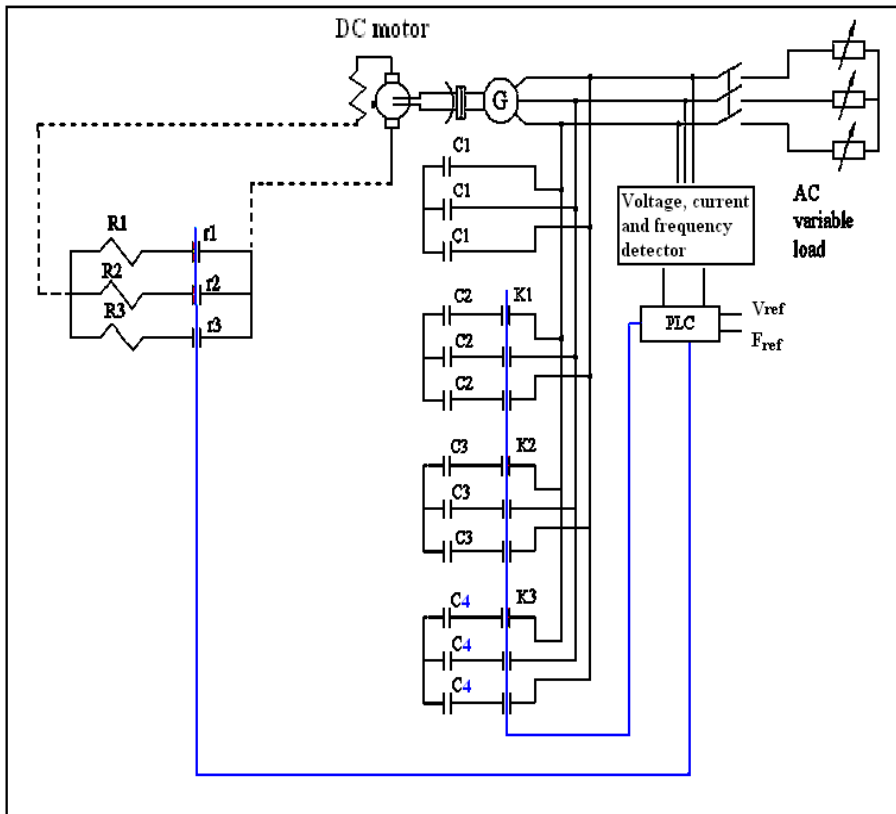 DC motor
G
C1
C1
C1
Voltage, current
and frequency
detector
AC
variable
load
R1
r1
R2
r2
R3
r3
C2
K1
C2
C2
PLC
Vref
Fref
C3
K2
C3
C3
C4
K3
C4
C4